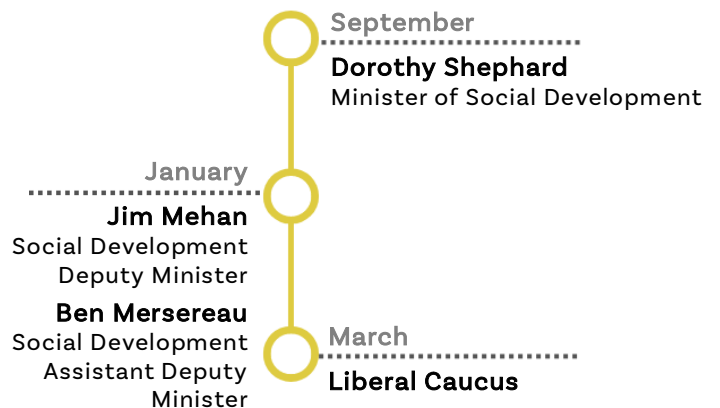 September
Dorothy Shephard
Minister of Social Development
January
Jim Mehan
Social Development
Deputy Minister
Ben Mersereau
Social Development
Assistant Deputy
Minister
March
Liberal Caucus